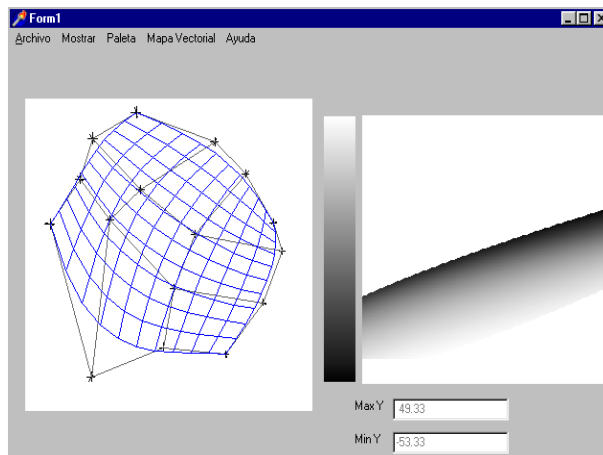 Form1
Archivo Mostrar Paleta Mapa Vectorial Ayuda
Max Y 49.33
Min Y -53.33